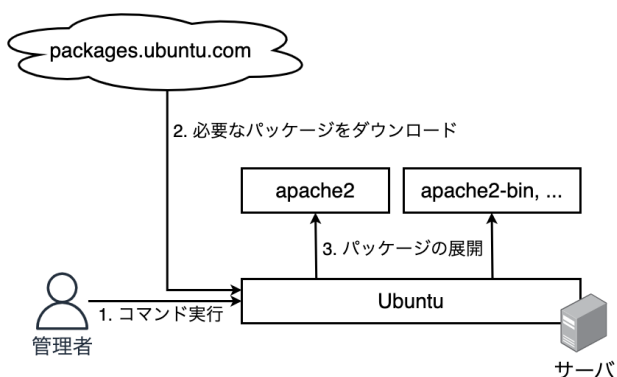 packages.ubuntu.com
2. 必要なパッケージをダウンロード
apache2
apache2-bin, ...
3. パッケージの展開
Ubuntu
1. コマンド実行
管理者
サーバ